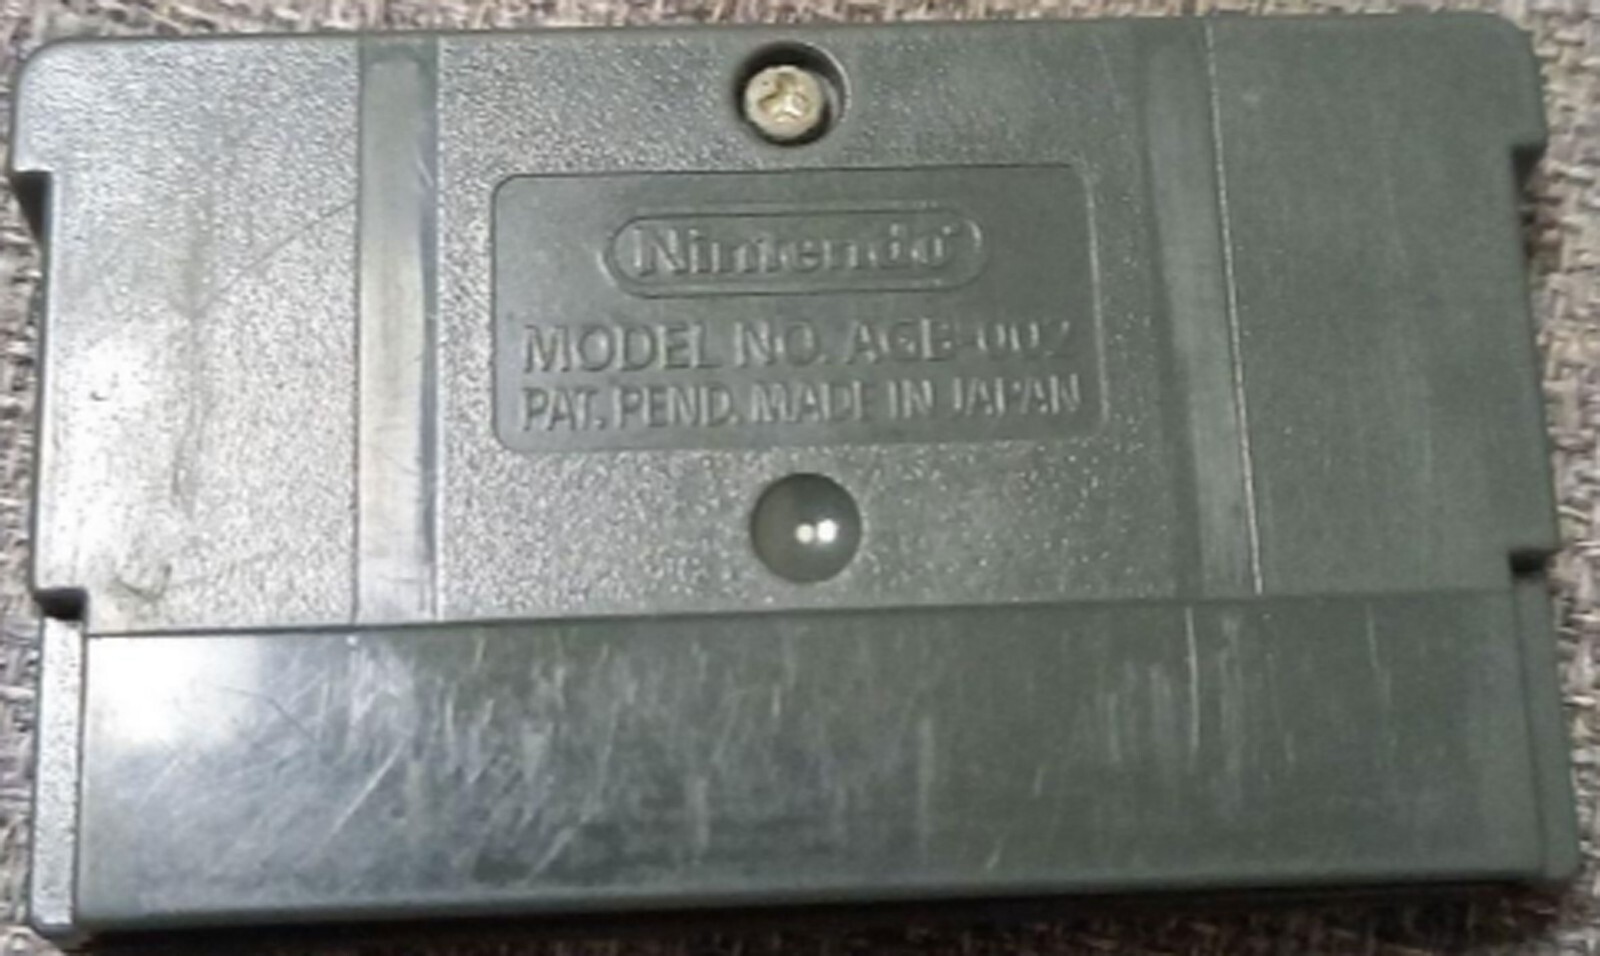 Nintendo
MODEL NO. AGB-002
PAT. PEND. MADE IN JAPAN